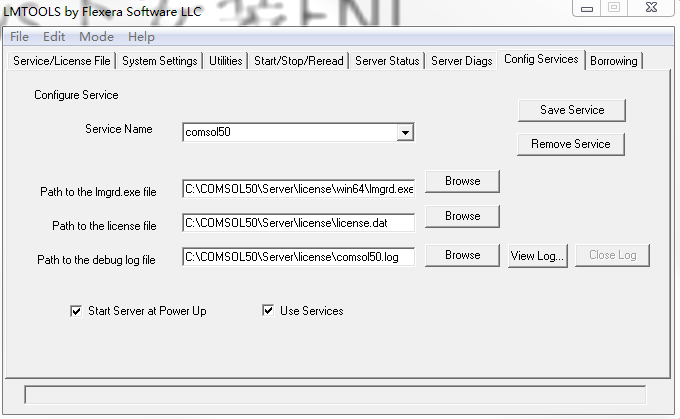 LMTOOLS by Flexera Software LLC
File Edit Mode Help
Service/License File System Settings Utilities Start/Stop/Reread Server Status Server Diags Config Services Borrowing
Configure Service
Save Service
Service Name comsol50
Remove Service
Path to the lmgrd.exe file C:\COMSOL50\Server\license\win64\lmgrd.exe Browse
Path to the license file C:\COMSOL50\Server\license\license.dat Browse
Path to the debug log file C:\COMSOL50\Server\license\comsol50.log Browse View Log... Close Log
Start Server at Power Up Use Services